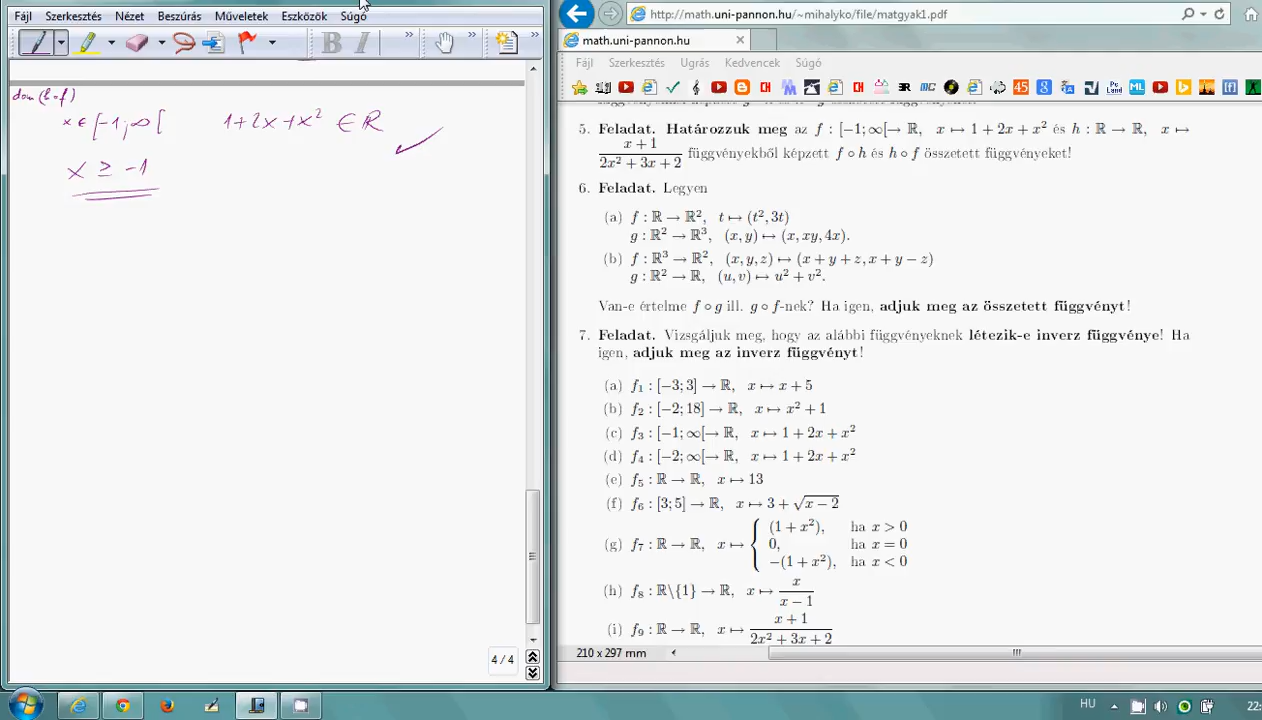 Fájl Szerkesztés Nézet Beszúrás Műveletek Eszközök Súgó
B I
dom (h∘f)
x ∈ [-1; ∞[ 1+2x+x² ∈ ℝ
x ≥ -1
4 / 4
http://math.uni-pannon.hu/~mihalyko/file/matgyak1.pdf
math.uni-pannon.hu
Fájl Szerkesztés Ugrás Kedvencek Súgó
5. Feladat. Határozzuk meg az f : [−1;∞[→ ℝ, x ↦ 1 + 2x + x² és h : ℝ → ℝ, x ↦
x + 1
2x² + 3x + 2 függvényekből képzett f ∘ h és h ∘ f összetett függvényeket!
6. Feladat. Legyen
(a) f : ℝ → ℝ², t ↦ (t², 3t)
g : ℝ² → ℝ³, (x, y) ↦ (x, xy, 4x).
(b) f : ℝ³ → ℝ², (x, y, z) ↦ (x + y + z, x + y − z)
g : ℝ² → ℝ, (u, v) ↦ u² + v².
Van-e értelme f ∘ g ill. g ∘ f-nek? Ha igen, adjuk meg az összetett függvényt!
7. Feladat. Vizsgáljuk meg, hogy az alábbi függvényeknek létezik-e inverz függvénye! Ha
igen, adjuk meg az inverz függvényt!
(a) f₁ : [−3; 3] → ℝ, x ↦ x + 5
(b) f₂ : [−2; 18] → ℝ, x ↦ x² + 1
(c) f₃ : [−1; ∞[→ ℝ, x ↦ 1 + 2x + x²
(d) f₄ : [−2; ∞[→ ℝ, x ↦ 1 + 2x + x²
(e) f₅ : ℝ → ℝ, x ↦ 13
(f) f₆ : [3; 5] → ℝ, x ↦ 3 + √(x − 2)
(1 + x²), ha x > 0
(g) f₇ : ℝ → ℝ, x ↦ { 0, ha x = 0
−(1 + x²), ha x < 0
(h) f₈ : ℝ\{1} → ℝ, x ↦ x
x − 1
(i) f₉ : ℝ → ℝ, x ↦ x + 1
2x² + 3x + 2
210 x 297 mm
HU
22: